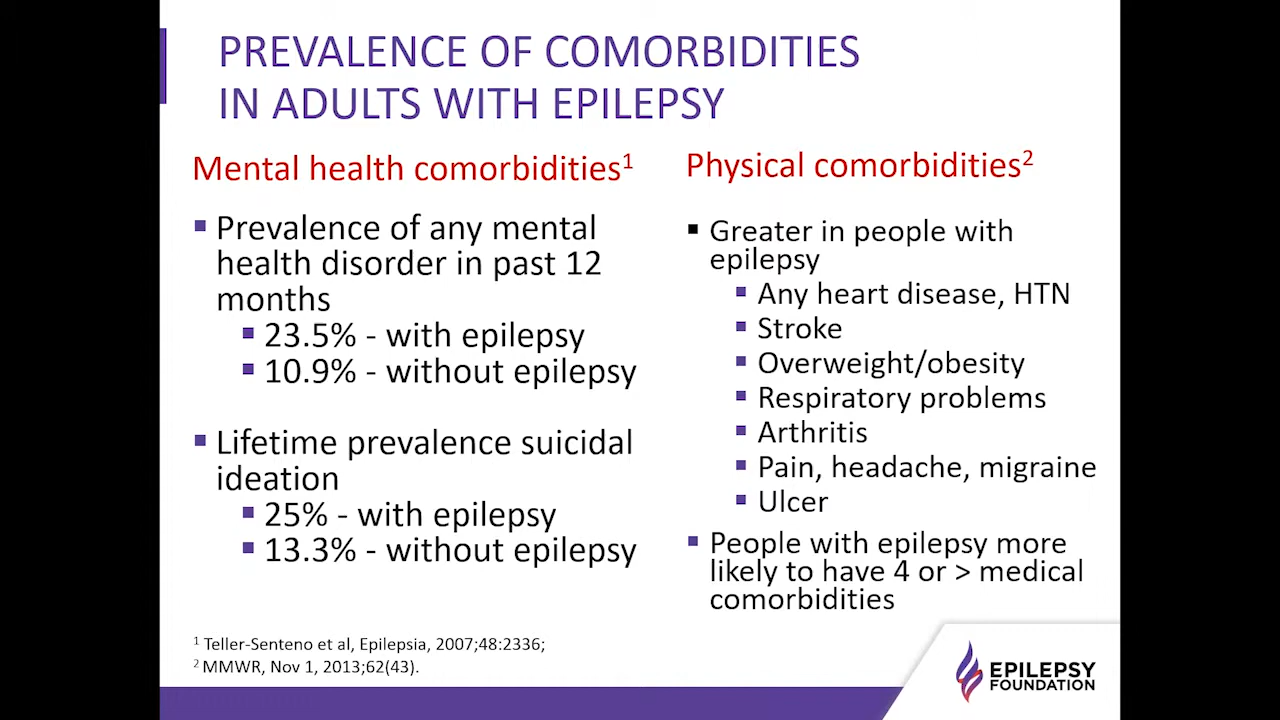 PREVALENCE OF COMORBIDITIES
IN ADULTS WITH EPILEPSY
Mental health comorbidities¹
▪ Prevalence of any mental
health disorder in past 12
months
▪ 23.5% - with epilepsy
▪ 10.9% - without epilepsy
▪ Lifetime prevalence suicidal
ideation
▪ 25% - with epilepsy
▪ 13.3% - without epilepsy
Physical comorbidities²
▪ Greater in people with
epilepsy
▪ Any heart disease, HTN
▪ Stroke
▪ Overweight/obesity
▪ Respiratory problems
▪ Arthritis
▪ Pain, headache, migraine
▪ Ulcer
▪ People with epilepsy more
likely to have 4 or > medical
comorbidities
¹ Teller-Senteno et al, Epilepsia, 2007;48:2336;
² MMWR, Nov 1, 2013;62(43).
EPILEPSY
FOUNDATION